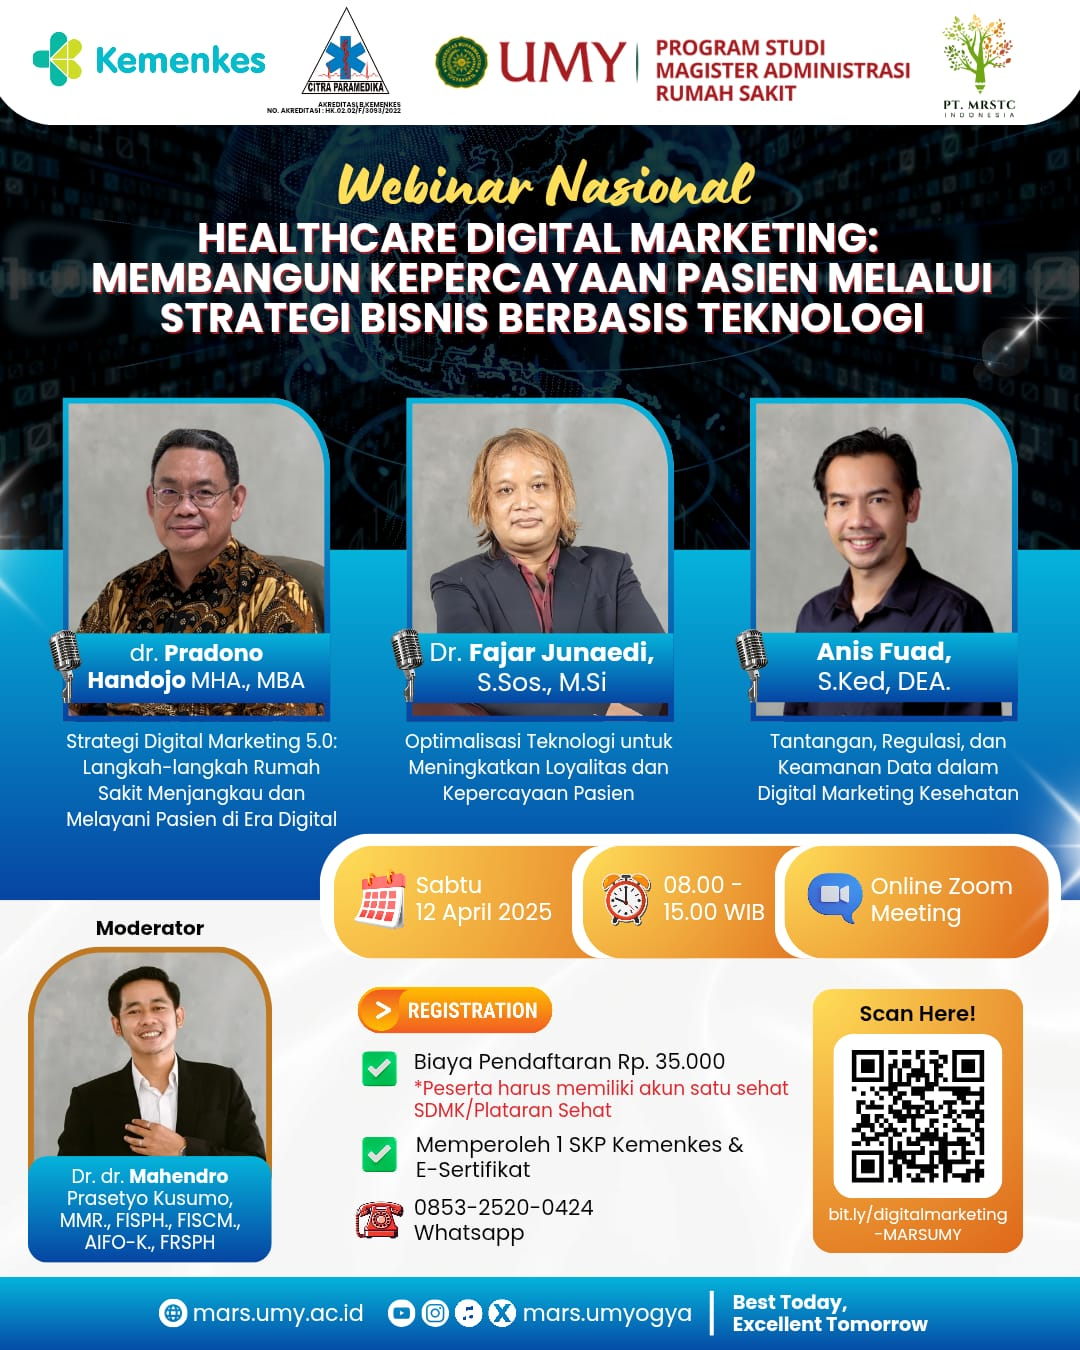 Kemenkes
CITRA PARAMEDIKA
AKREDITASI, B,KEMENKES
NO. AKREDITASI : HK.02.02/F/3093/2022
UMY
PROGRAM STUDI
MAGISTER ADMINISTRASI
RUMAH SAKIT
PT. MRSTC
INDONESIA
Webinar Nasional
HEALTHCARE DIGITAL MARKETING:
MEMBANGUN KEPERCAYAAN PASIEN MELALUI
STRATEGI BISNIS BERBASIS TEKNOLOGI
dr. Pradono
Handojo MHA., MBA
Strategi Digital Marketing 5.0:
Langkah-langkah Rumah
Sakit Menjangkau dan
Melayani Pasien di Era Digital
Dr. Fajar Junaedi,
S.Sos., M.Si
Optimalisasi Teknologi untuk
Meningkatkan Loyalitas dan
Kepercayaan Pasien
Anis Fuad,
S.Ked, DEA.
Tantangan, Regulasi, dan
Keamanan Data dalam
Digital Marketing Kesehatan
Sabtu
12 April 2025
08.00 -
15.00 WIB
Online Zoom
Meeting
Moderator
Dr. dr. Mahendro
Prasetyo Kusumo,
MMR., FISPH., FISCM.,
AIFO-K., FRSPH
REGISTRATION
Biaya Pendaftaran Rp. 35.000
*Peserta harus memiliki akun satu sehat
SDMK/Plataran Sehat
Memperoleh 1 SKP Kemenkes &
E-Sertifikat
0853-2520-0424
Whatsapp
Scan Here!
bit.ly/digitalmarketing
-MARSUMY
mars.umy.ac.id
mars.umyogya
Best Today,
Excellent Tomorrow